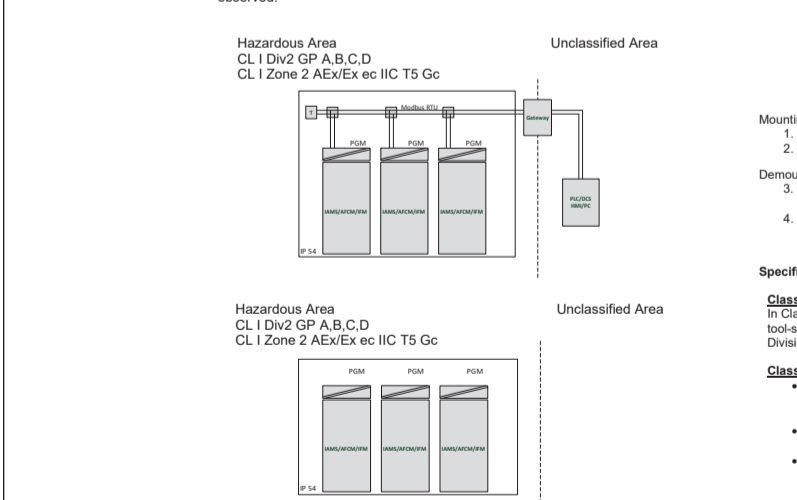 observed:
Hazardous Area
CL I Div2 GP A,B,C,D
CL I Zone 2 AEx/Ex ec IIC T5 Gc
Unclassified Area
T
Modbus RTU
Gateway
PGM
PGM
PGM
IAMS/AFCM/IFM
IAMS/AFCM/IFM
IAMS/AFCM/IFM
PLC/DCS
HMI/PC
IP 54
Hazardous Area
CL I Div2 GP A,B,C,D
CL I Zone 2 AEx/Ex ec IIC T5 Gc
Unclassified Area
PGM
PGM
PGM
IAMS/AFCM/IFM
IAMS/AFCM/IFM
IAMS/AFCM/IFM
IP 54
Mounti
1.
2.
Demou
3.
4.
Specifi
Class
In Cla
tool-s
Divisi
Class